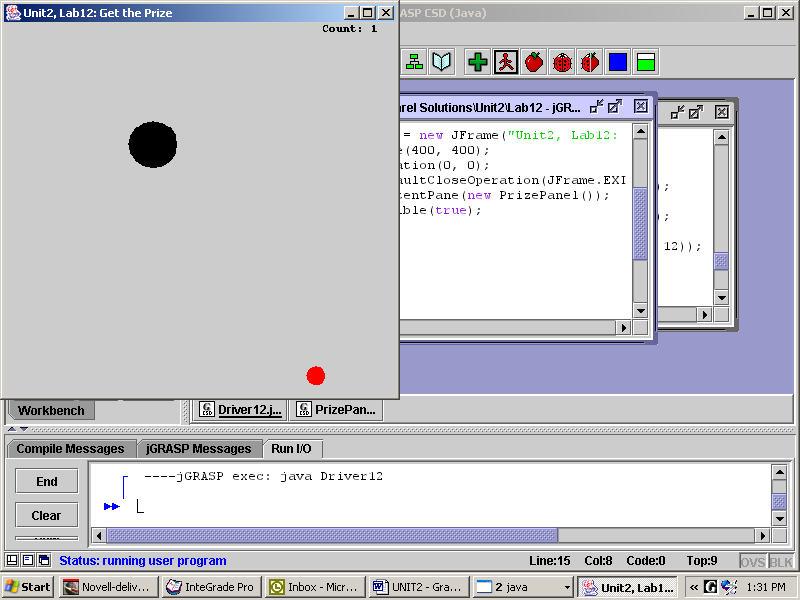 Unit2, Lab12: Get the Prize
ASP CSD (Java)
Count: 1
arel Solutions\Unit2\Lab12 - jGR...
= new JFrame("Unit2, Lab12:
e(400, 400);
ation(0, 0);
aultCloseOperation(JFrame.EXI
tentPane(new PrizePanel());
ible(true);
);
);
12));
Workbench
Driver12.j...
PrizePan...
Compile Messages
jGRASP Messages
Run I/O
End
Clear
----jGRASP exec: java Driver12
Status: running user program
Line:15
Col:8
Code:0
Top:9
OVS
BLK
Start
Novell-deliv...
InteGrade Pro
Inbox - Micr...
UNIT2 - Gra...
2 java
Unit2, Lab1...
«
1:31 PM